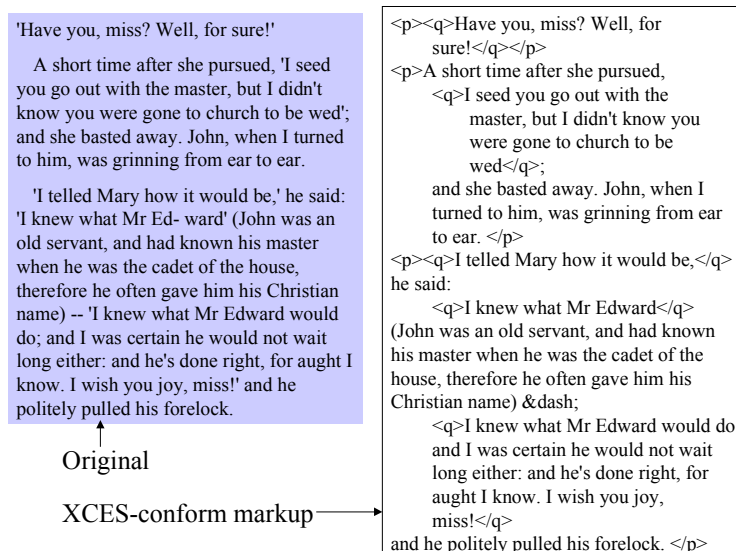 'Have you, miss? Well, for sure!'
A short time after she pursued, 'I seed
you go out with the master, but I didn't
know you were gone to church to be wed';
and she basted away. John, when I turned
to him, was grinning from ear to ear.
'I telled Mary how it would be,' he said:
'I knew what Mr Ed- ward' (John was an
old servant, and had known his master
when he was the cadet of the house,
therefore he often gave him his Christian
name) -- 'I knew what Mr Edward would
do; and I was certain he would not wait
long either: and he's done right, for aught I
know. I wish you joy, miss!' and he
politely pulled his forelock.
Original
XCES-conform markup
<p><q>Have you, miss? Well, for
sure!</q></p>
<p>A short time after she pursued,
<q>I seed you go out with the
master, but I didn't know you
were gone to church to be
wed</q>;
and she basted away. John, when I
turned to him, was grinning from ear
to ear. </p>
<p><q>I telled Mary how it would be,</q>
he said:
<q>I knew what Mr Edward</q>
(John was an old servant, and had known
his master when he was the cadet of the
house, therefore he often gave him his
Christian name) &dash;
<q>I knew what Mr Edward would do
and I was certain he would not wait
long either: and he's done right, for
aught I know. I wish you joy,
miss!</q>
and he politely pulled his forelock. </p>